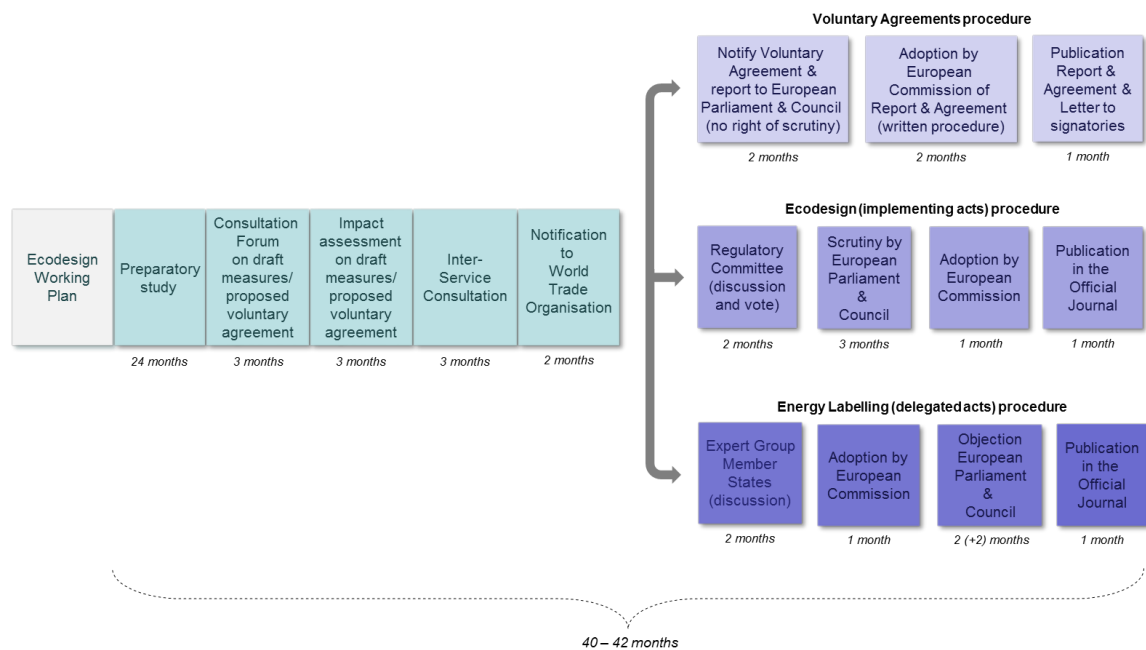 Voluntary Agreements procedure
Notify Voluntary
Agreement &
report to European
Parliament & Council
(no right of scrutiny)
2 months
Adoption by
European
Commission of
Report & Agreement
(written procedure)
2 months
Publication
Report &
Agreement &
Letter to
signatories
1 month
Ecodesign
Working
Plan
Preparatory
study
24 months
Consultation
Forum
on draft
measures/
proposed
voluntary
agreement
3 months
Impact
assessment
on draft
measures/
proposed
voluntary
agreement
3 months
Inter-
Service
Consultation
3 months
Notification
to
World
Trade
Organisation
2 months
Ecodesign (implementing acts) procedure
Regulatory
Committee
(discussion
and vote)
2 months
Scrutiny by
European
Parliament
&
Council
3 months
Adoption by
European
Commission
1 month
Publication
in the
Official
Journal
1 month
Energy Labelling (delegated acts) procedure
Expert Group
Member
States
(discussion)
2 months
Adoption by
European
Commission
1 month
Objection
European
Parliament
&
Council
2 (+2) months
Publication
in the
Official
Journal
1 month
40 – 42 months